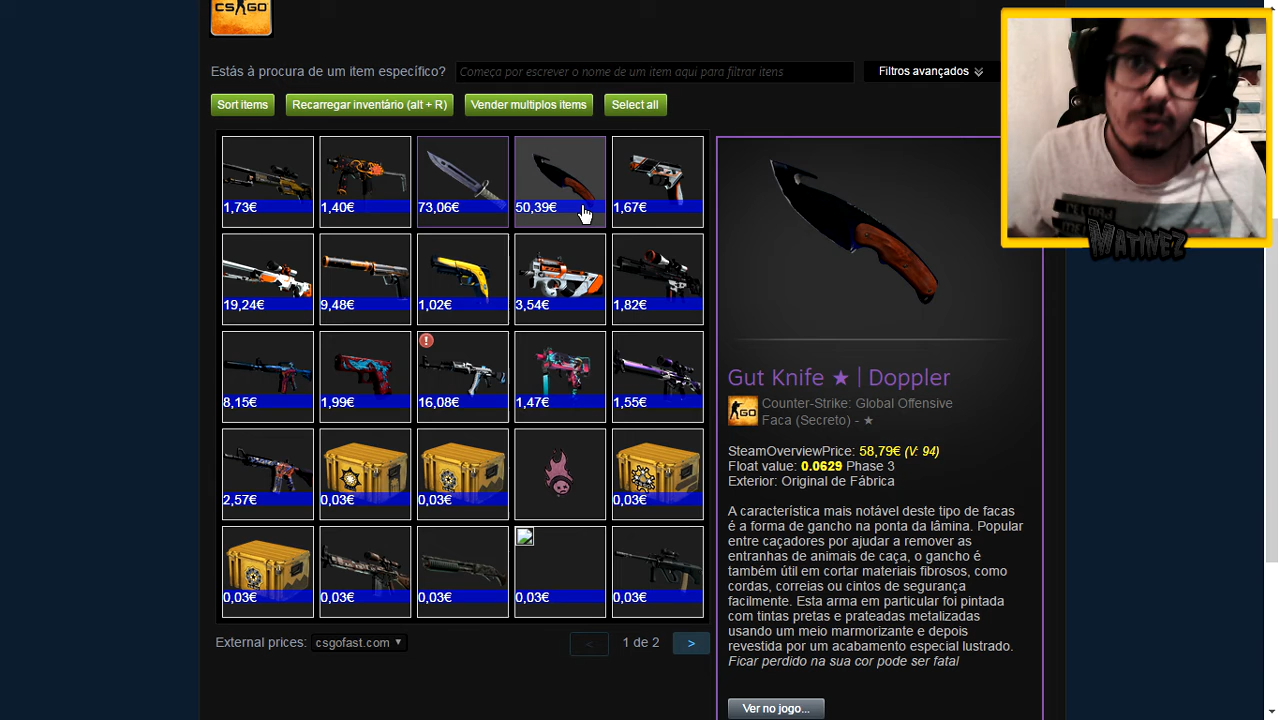 CS:GO
Estás à procura de um item específico?
Começa por escrever o nome de um item aqui para filtrar itens
Filtros avançados
Sort items
Recarregar inventário (alt + R)
Vender multiplos items
Select all
1,73€
1,40€
73,06€
50,39€
1,67€
19,24€
9,48€
1,02€
3,54€
1,82€
8,15€
1,99€
16,08€
1,47€
1,55€
2,57€
0,03€
0,03€
0,03€
0,03€
0,03€
0,03€
0,03€
0,03€
External prices: csgofast.com
<
1 de 2
>
MATINEZ
Gut Knife ★ | Doppler
GO
Counter-Strike: Global Offensive
Faca (Secreto) - ★
SteamOverviewPrice: 58,79€ (V: 94)
Float value: 0.0629 Phase 3
Exterior: Original de Fábrica
A característica mais notável deste tipo de facas
é a forma de gancho na ponta da lâmina. Popular
entre caçadores por ajudar a remover as
entranhas de animais de caça, o gancho é
também útil em cortar materiais fibrosos, como
cordas, correias ou cintos de segurança
facilmente. Esta arma em particular foi pintada
com tintas pretas e prateadas metalizadas
usando um meio marmorizante e depois
revestida por um acabamento especial lustrado.
Ficar perdido na sua cor pode ser fatal
Ver no jogo...